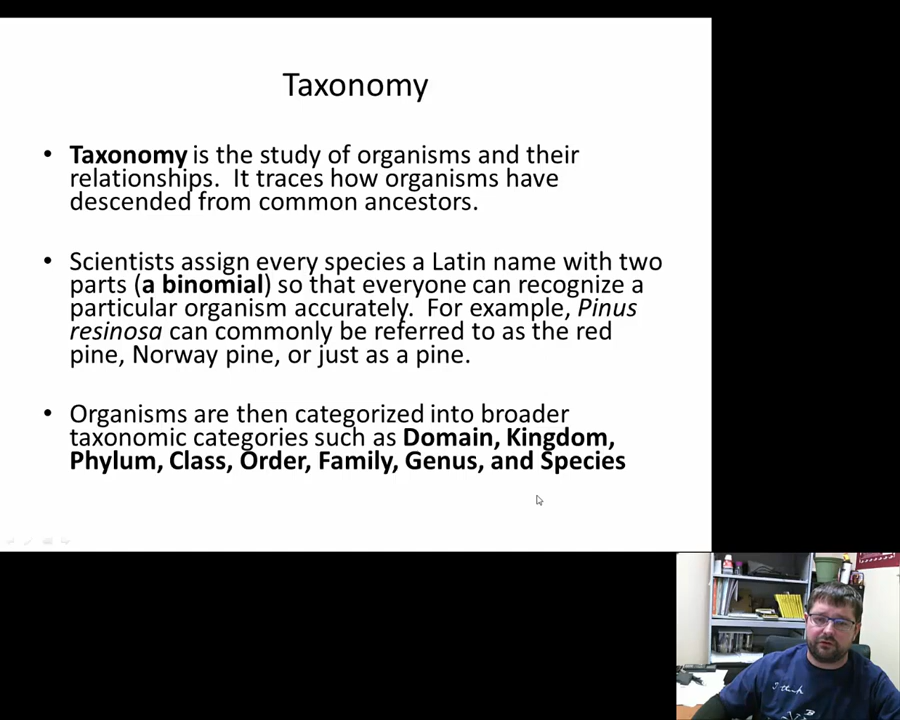 Taxonomy
• Taxonomy is the study of organisms and their
relationships. It traces how organisms have
descended from common ancestors.
• Scientists assign every species a Latin name with two
parts (a binomial) so that everyone can recognize a
particular organism accurately. For example, Pinus
resinosa can commonly be referred to as the red
pine, Norway pine, or just as a pine.
• Organisms are then categorized into broader
taxonomic categories such as Domain, Kingdom,
Phylum, Class, Order, Family, Genus, and Species
I think